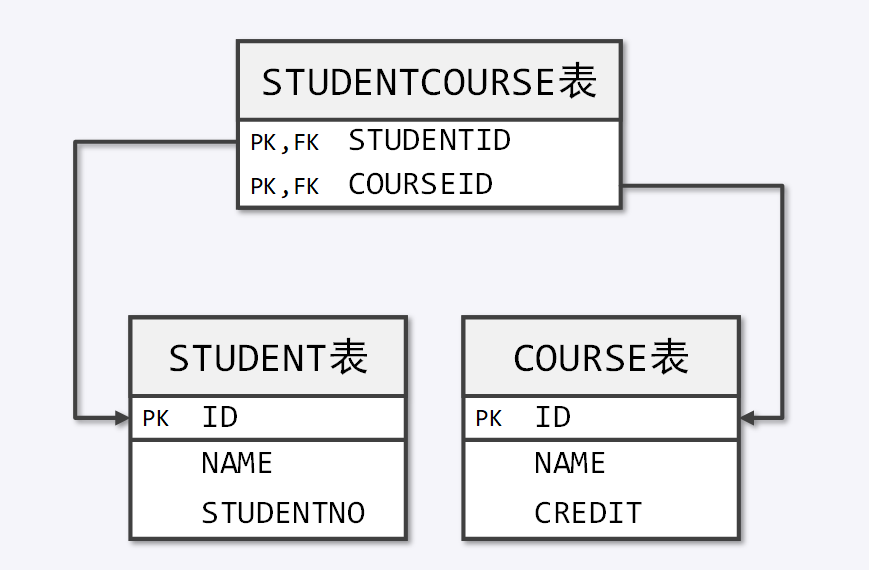 STUDENTCOURSE表
PK,FK STUDENTID
PK,FK COURSEID
STUDENT表
PK ID
NAME
STUDENTNO
COURSE表
PK ID
NAME
CREDIT